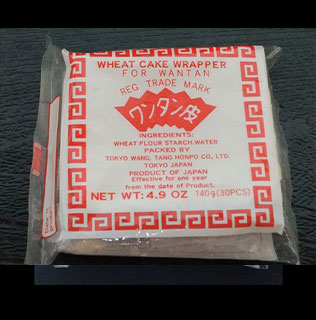 WHEAT CAKE WRAPPER
FOR WANTAN
REG TRADE MARK
ワンタン皮
INGREDIENTS:
WHEAT FLOUR STARCH, WATER
PACKED BY
TOKYO WANG, TANG HONPO CO, LTD.
TOKYO JAPAN
PRODUCT OF JAPAN
Effective for one year
from the date of Product.
NET WT: 4.9 OZ 140g (30PCS)